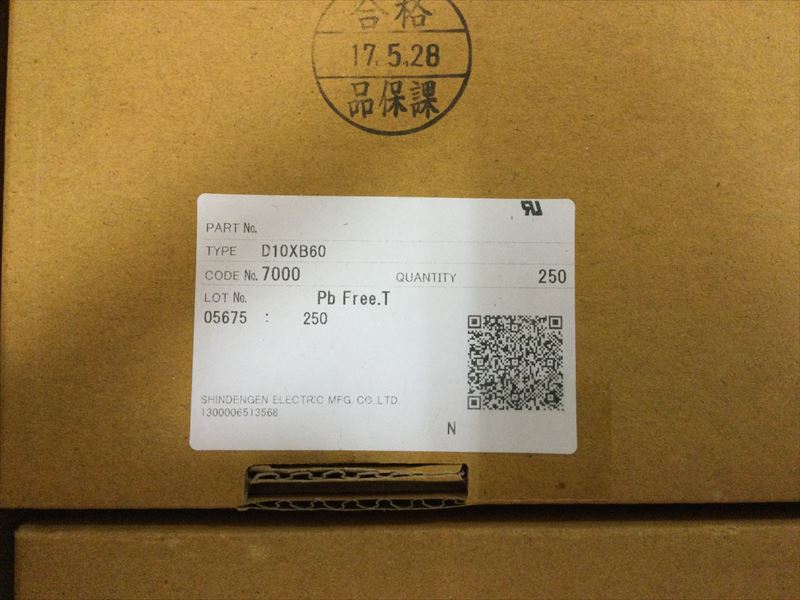 合格
17.5.28
品保課
PART No.
TYPE D10XB60
CODE No. 7000 QUANTITY 250
LOT No. Pb Free.T
05675 : 250
SHINDENGEN ELECTRIC MFG. CO.,LTD.
1300006513568
N